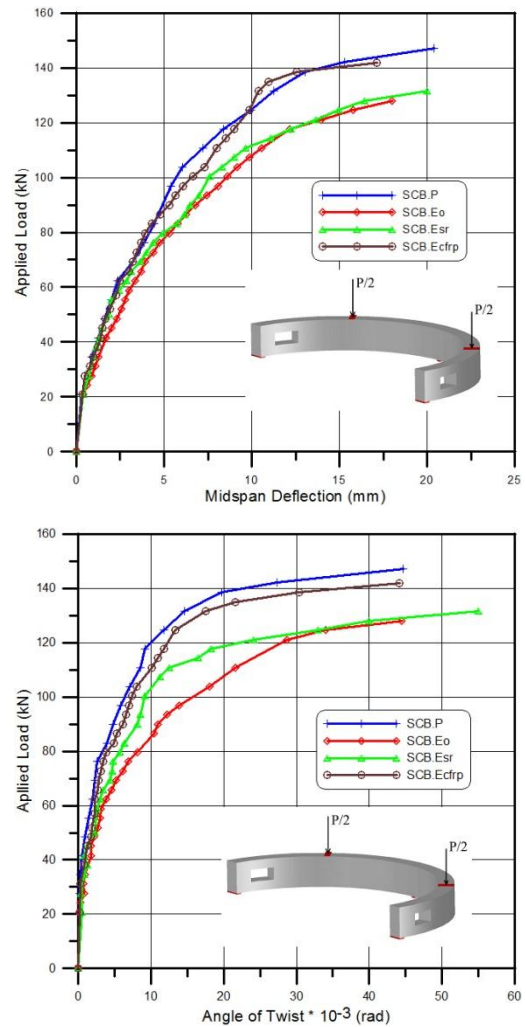 160
140
120
100
80
60
40
20
0
Applied Load (kN)
SCB.P
SCB.Eo
SCB.Esr
SCB.Ecfrp
P/2
P/2
0 5 10 15 20 25
Midspan Deflection (mm)
160
140
120
100
80
60
40
20
0
Apllied Load (kN)
SCB.P
SCB.Eo
SCB.Esr
SCB.Ecfrp
P/2
P/2
0 10 20 30 40 50 60
Angle of Twist * 10-3 (rad)